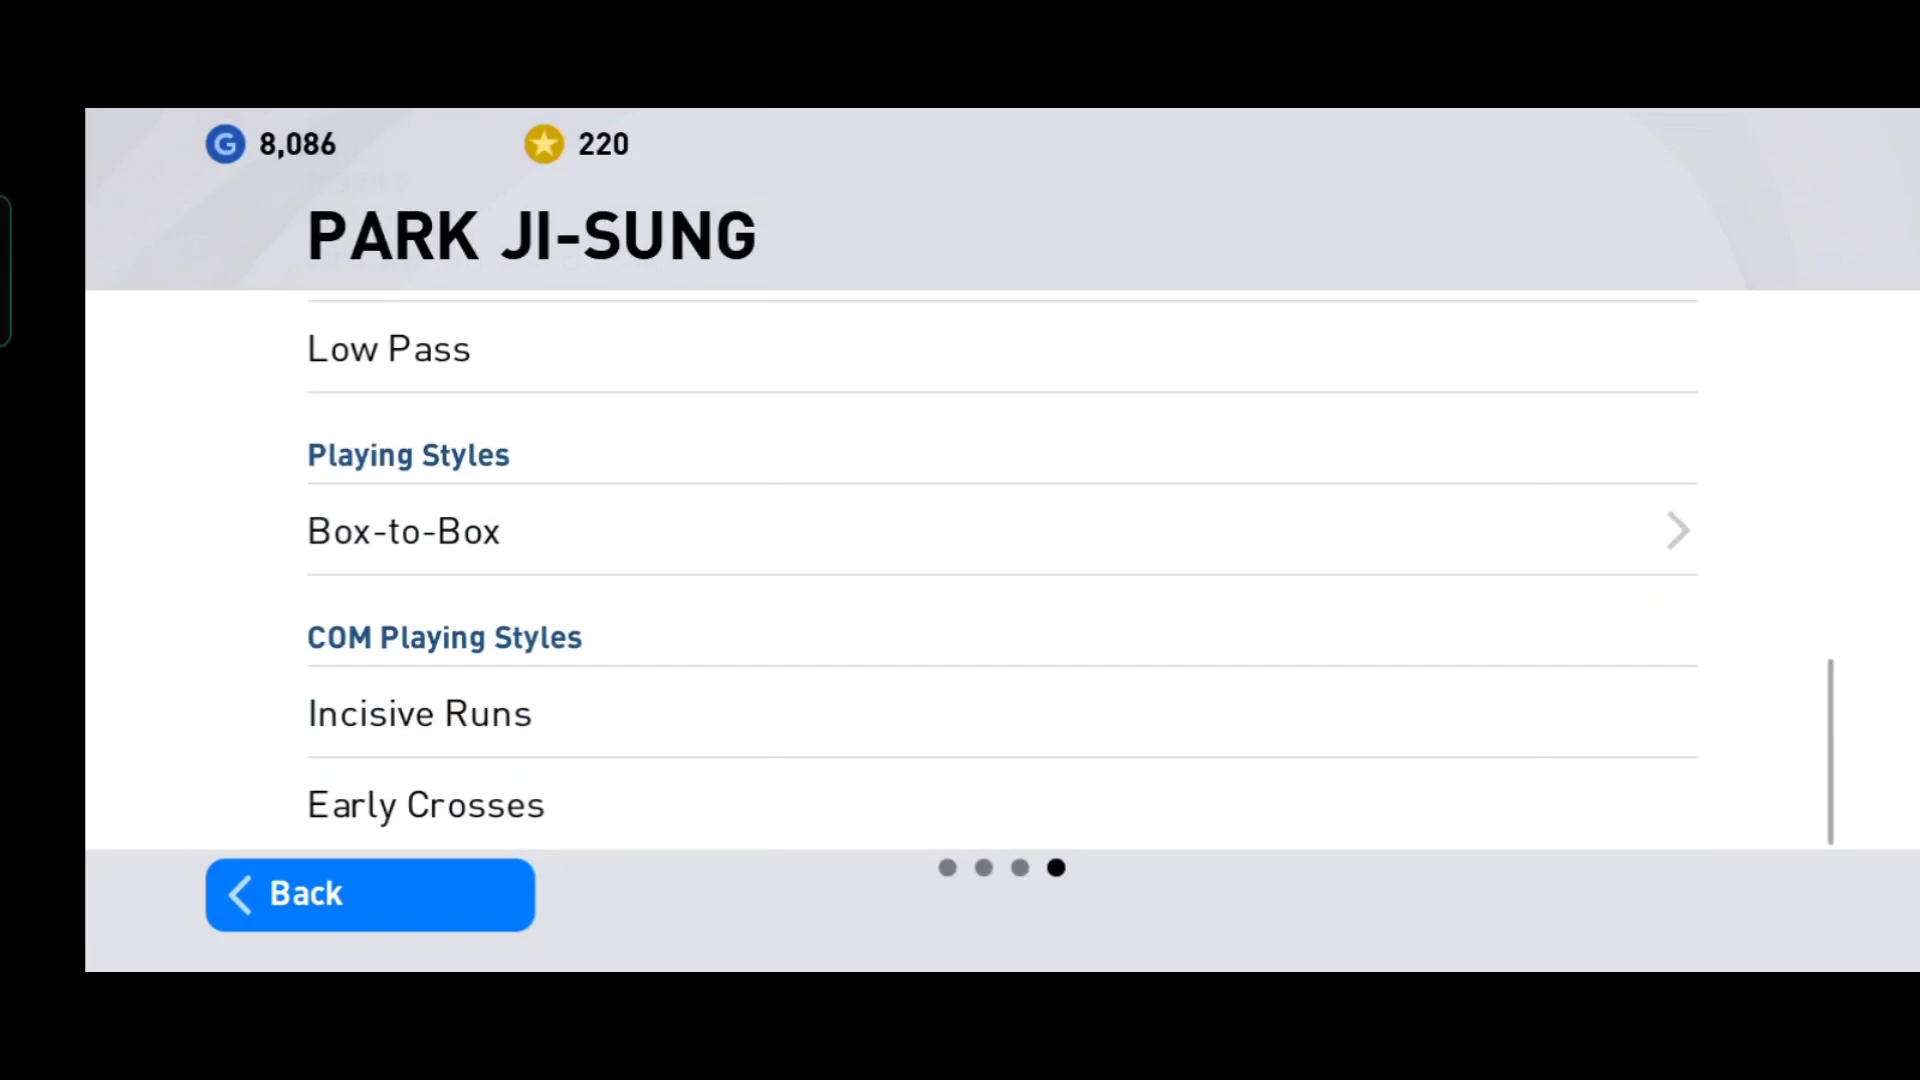 8,086
220
PARK JI-SUNG
Low Pass
Playing Styles
Box-to-Box
COM Playing Styles
Incisive Runs
Early Crosses
Back